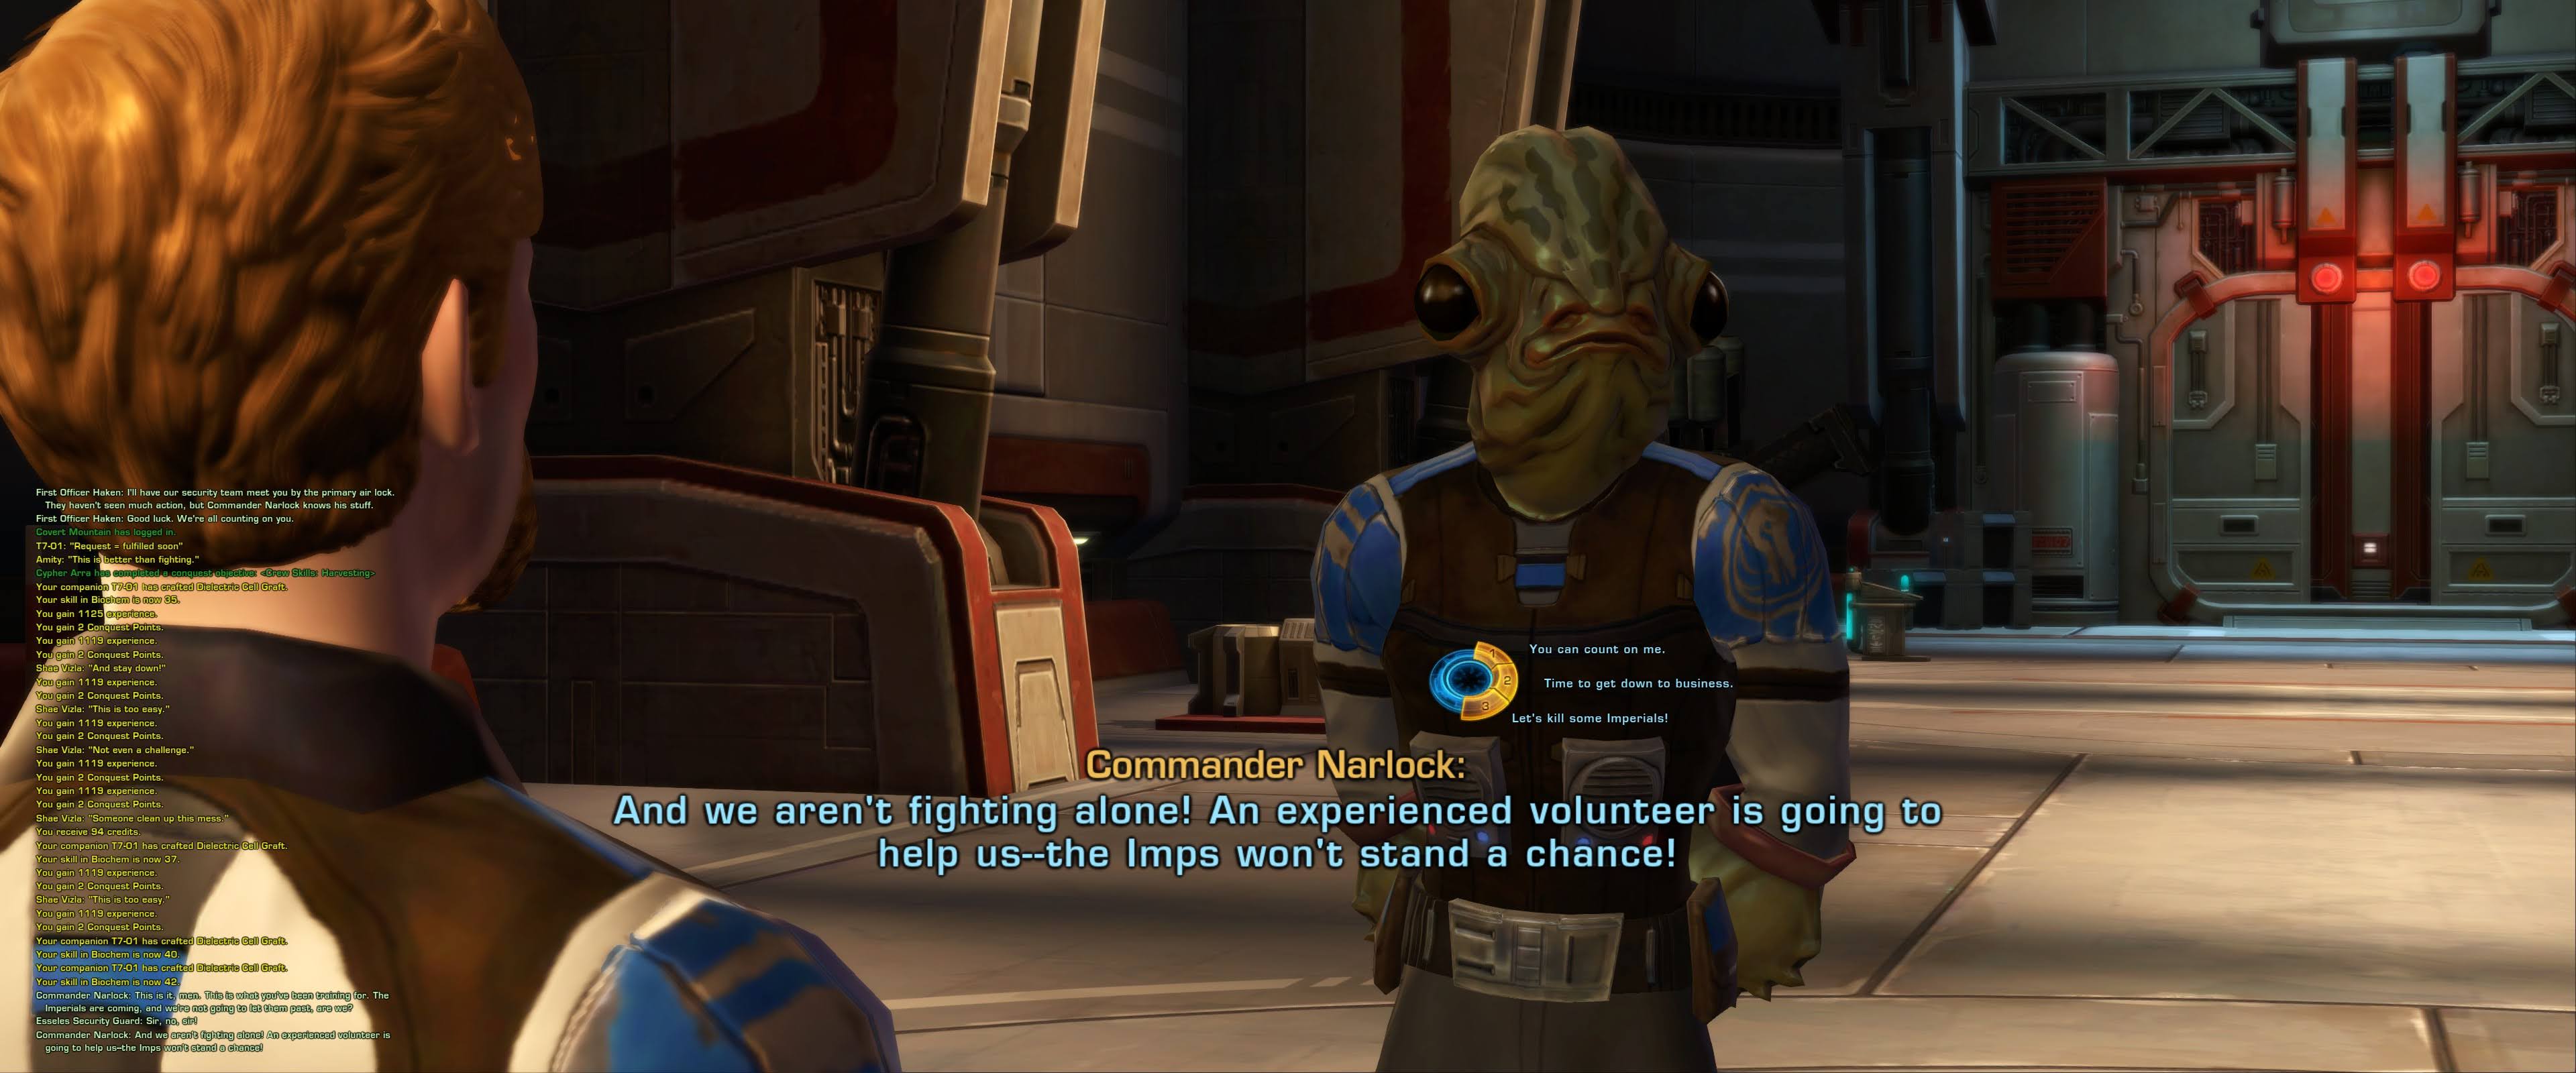 First Officer Haken: I'll have our security team meet you by the primary air lock.
They haven't seen much action, but Commander Narlock knows his stuff.
First Officer Haken: Good luck. We're all counting on you.
Covert Mountain has logged in.
T7-01: "Request = fulfilled soon"
Amity: "This is better than fighting."
Cypher Arra has completed a conquest objective: <Crew Skills: Harvesting>
Your companion T7-01 has crafted Dielectric Cell Graft.
Your skill in Biochem is now 35.
You gain 1125 experience.
You gain 2 Conquest Points.
You gain 1119 experience.
You gain 2 Conquest Points.
Shae Vizla: "And stay down!"
You gain 1119 experience.
You gain 2 Conquest Points.
Shae Vizla: "This is too easy."
You gain 1119 experience.
You gain 2 Conquest Points.
Shae Vizla: "Not even a challenge."
You gain 1119 experience.
You gain 2 Conquest Points.
You gain 1119 experience.
You gain 2 Conquest Points.
Shae Vizla: "Someone clean up this mess."
You receive 94 credits.
Your companion T7-01 has crafted Dielectric Cell Graft.
Your skill in Biochem is now 37.
You gain 1119 experience.
You gain 2 Conquest Points.
Shae Vizla: "This is too easy."
You gain 1119 experience.
You gain 2 Conquest Points.
Your companion T7-01 has crafted Dielectric Cell Graft.
Your skill in Biochem is now 40.
Your companion T7-01 has crafted Dielectric Cell Graft.
Your skill in Biochem is now 42.
Commander Narlock: This is it, men. This is what you've been training for. The
Imperials are coming, and we're not going to let them past, are we?
Esseles Security Guard: Sir, no, sir!
Commander Narlock: And we aren't fighting alone! An experienced volunteer is
going to help us--the Imps won't stand a chance!
1 You can count on me.
2 Time to get down to business.
3 Let's kill some Imperials!
Commander Narlock:
And we aren't fighting alone! An experienced volunteer is going to
help us--the Imps won't stand a chance!